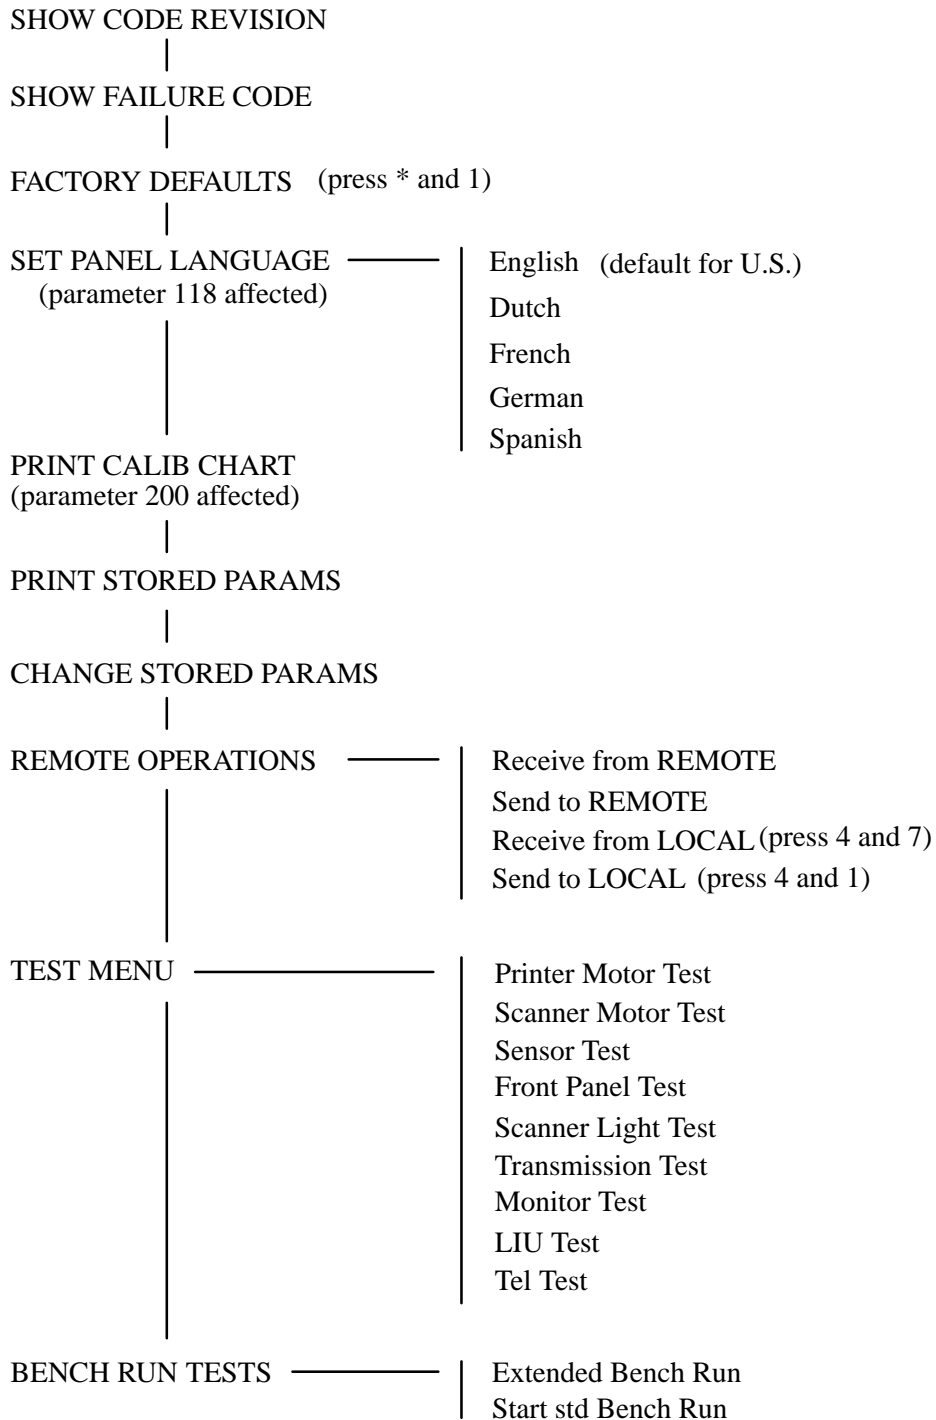 SHOW CODE REVISION
SHOW FAILURE CODE
FACTORY DEFAULTS (press * and 1)
SET PANEL LANGUAGE
(parameter 118 affected)
English (default for U.S.)
Dutch
French
German
Spanish
PRINT CALIB CHART
(parameter 200 affected)
PRINT STORED PARAMS
CHANGE STORED PARAMS
REMOTE OPERATIONS
Receive from REMOTE
Send to REMOTE
Receive from LOCAL (press 4 and 7)
Send to LOCAL (press 4 and 1)
TEST MENU
Printer Motor Test
Scanner Motor Test
Sensor Test
Front Panel Test
Scanner Light Test
Transmission Test
Monitor Test
LIU Test
Tel Test
BENCH RUN TESTS
Extended Bench Run
Start std Bench Run